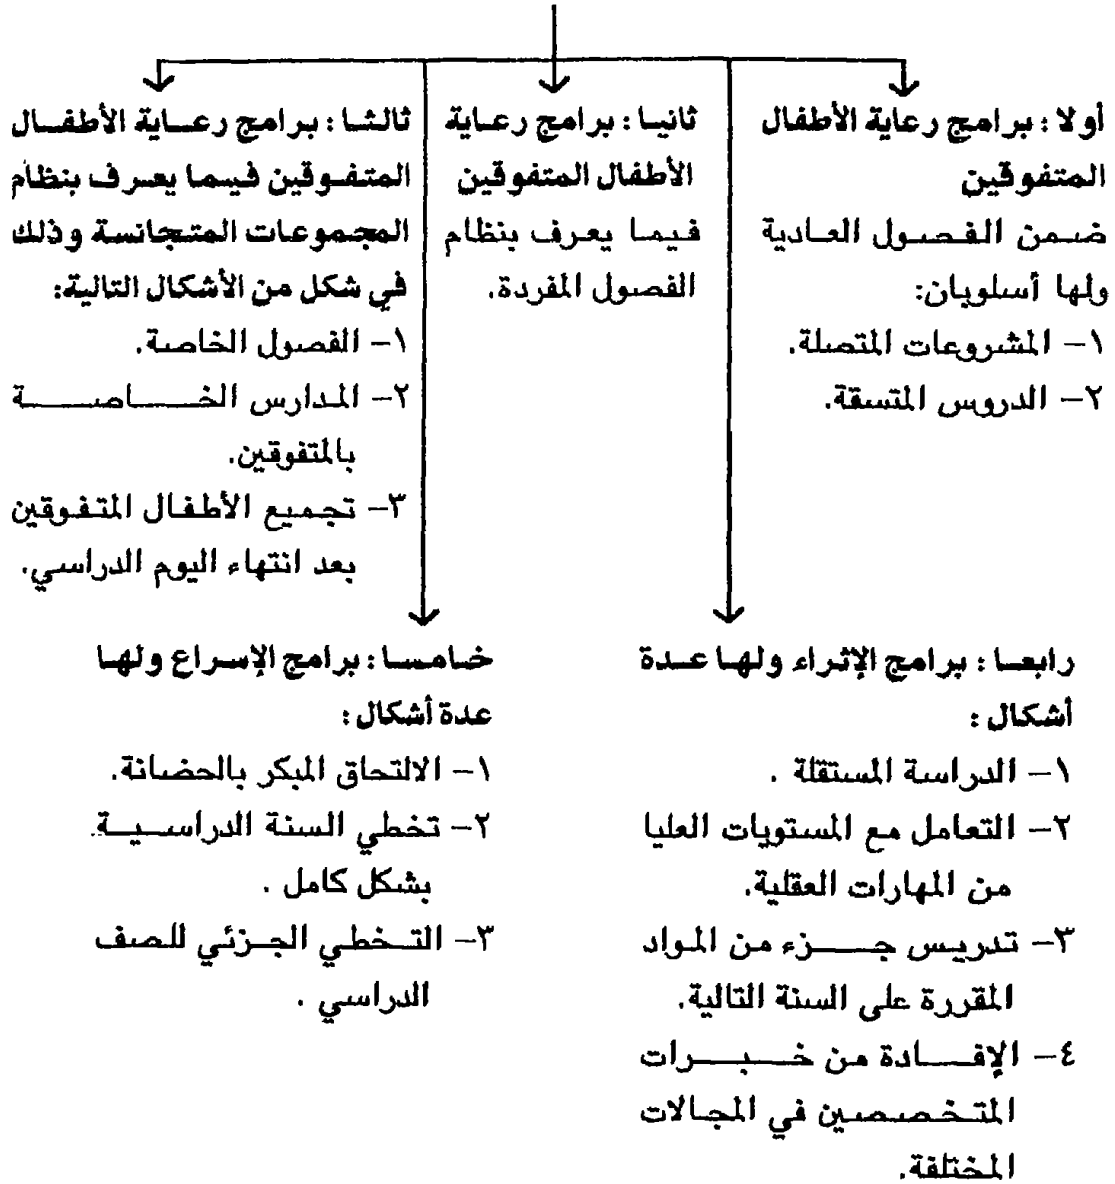 أولا : برامج رعاية الأطفال
المتفوقين
ضمن الفصول العادية
ولها أسلوبان:
١– المشروعات المتصلة.
٢– الدروس المتسقة.
ثانيا : برامج رعاية
الأطفال المتفوقين
فيما يعرف بنظام
الفصول المفردة.
ثالثا : برامج رعاية الأطفال
المتفوقين فيما يعرف بنظام
المجموعات المتجانسة وذلك
في شكل من الأشكال التالية:
١– الفصول الخاصة.
٢– المدارس الخاصة
بالمتفوقين.
٣– تجميع الأطفال المتفوقين
بعد انتهاء اليوم الدراسي.
رابعا : برامج الإثراء ولها عدة
أشكال :
١– الدراسة المستقلة .
٢– التعامل مع المستويات العليا
من المهارات العقلية.
٣– تدريس جزء من المواد
المقررة على السنة التالية.
٤– الإفادة من خبرات
المتخصصين في المجالات
المختلفة.
خامسا : برامج الإسراع ولها
عدة أشكال :
١– الالتحاق المبكر بالحضانة.
٢– تخطي السنة الدراسية
بشكل كامل .
٣– التخطي الجزئي للصف
الدراسي .